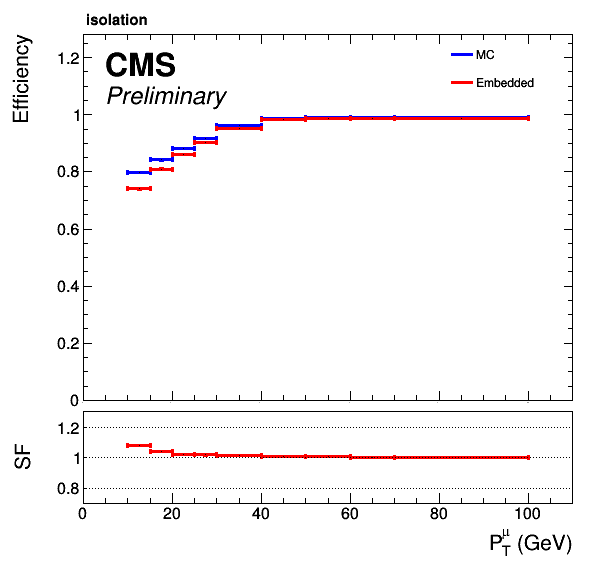 isolation
Efficiency
CMS
Preliminary
MC
Embedded
1.2
1
0.8
0.6
0.4
0.2
0
SF
1.2
1
0.8
0 20 40 60 80 100
P_T^μ (GeV)